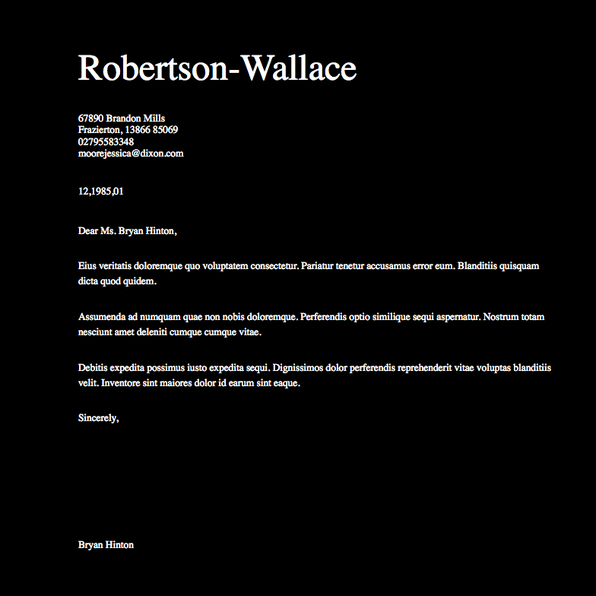 Robertson-Wallace
67890 Brandon Mills
Frazierton, 13866 85069
02795583348
moorejessica@dixon.com
12,1985,01
Dear Ms. Bryan Hinton,
Eius veritatis doloremque quo voluptatem consectetur. Pariatur tenetur accusamus error eum. Blanditiis quisquam
dicta quod quidem.
Assumenda ad numquam quae non nobis doloremque. Perferendis optio similique sequi aspernatur. Nostrum totam
nesciunt amet deleniti cumque cumque vitae.
Debitis expedita possimus iusto expedita sequi. Dignissimos dolor perferendis reprehenderit vitae voluptas blanditiis
velit. Inventore sint maiores dolor id earum sint eaque.
Sincerely,
Bryan Hinton